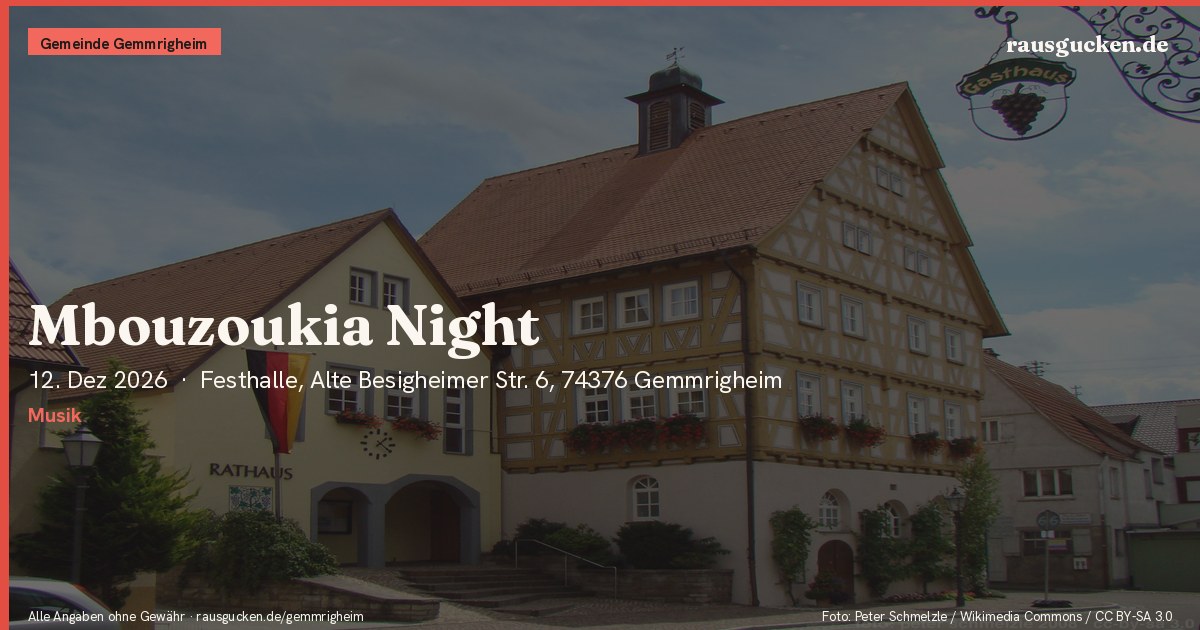 Gemeinde Gemmrigheim
rausgucken.de
Gasthaus
Mbouzoukia Night
12. Dez 2026 · Festhalle, Alte Besigheimer Str. 6, 74376 Gemmrigheim
Musik
RATHAUS
Alle Angaben ohne Gewähr · rausgucken.de/gemmrigheim
Foto: Peter Schmelzle / Wikimedia Commons / CC BY-SA 3.0